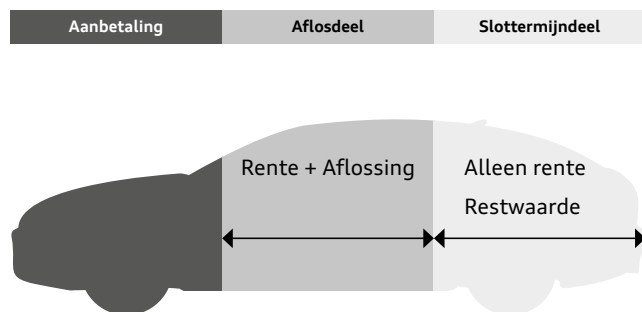 Aanbetaling
Aflosdeel
Slottermijndeel
Rente + Aflossing
Alleen rente
Restwaarde